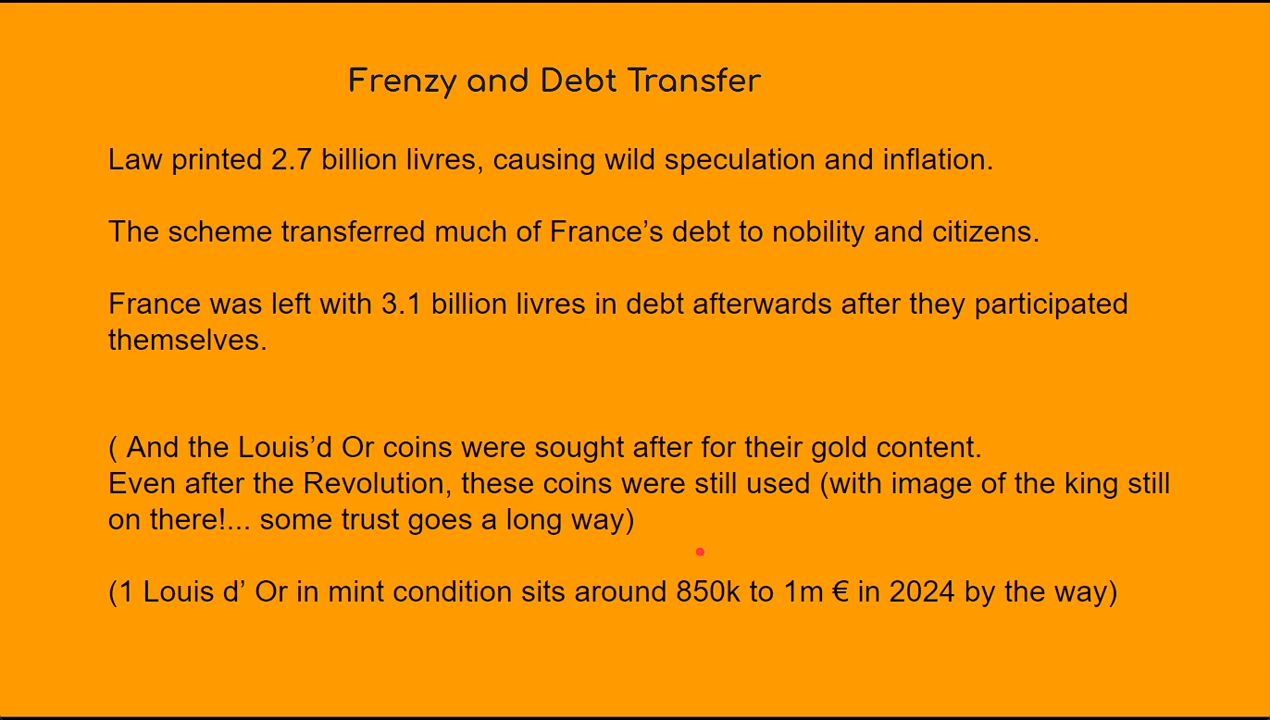 Frenzy and Debt Transfer
Law printed 2.7 billion livres, causing wild speculation and inflation.
The scheme transferred much of France’s debt to nobility and citizens.
France was left with 3.1 billion livres in debt afterwards after they participated
themselves.
( And the Louis’d Or coins were sought after for their gold content.
Even after the Revolution, these coins were still used (with image of the king still
on there!... some trust goes a long way)
(1 Louis d’ Or in mint condition sits around 850k to 1m € in 2024 by the way)